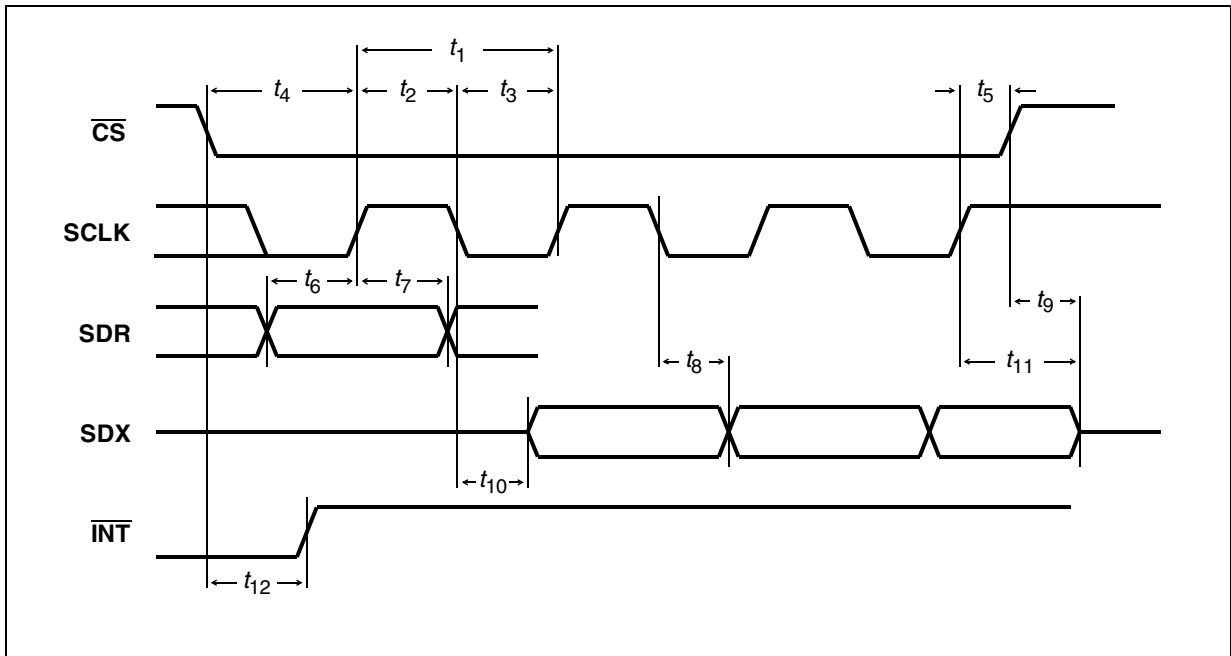 t1
t4 t2 t3 t5
CS
SCLK
t6 t7
SDR
t9
t8 t11
SDX
t10
INT
t12